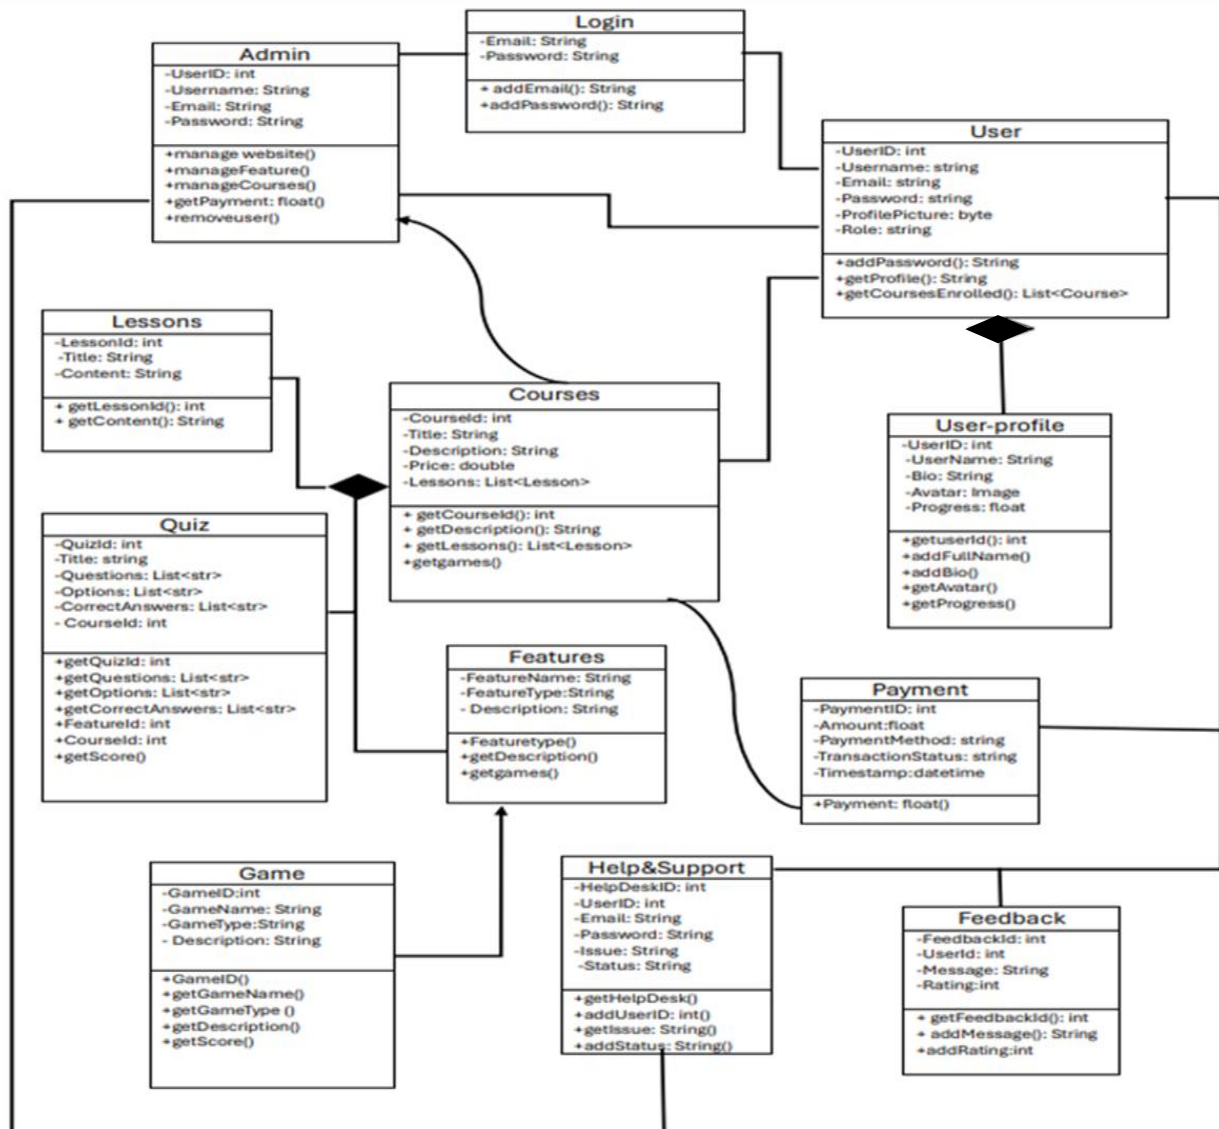 Login
-Email: String
-Password: String
+ addEmail(): String
+addPassword(): String
Admin
-UserID: int
-Username: String
-Email: String
-Password: String
+manage website()
+manageFeature()
+manageCourses()
+getPayment: float()
+removeuser()
User
-UserID: int
-Username: string
-Email: string
-Password: string
-ProfilePicture: byte
-Role: string
+addPassword(): String
+getProfile(): String
+getCoursesEnrolled(): List<Course>
Lessons
-LessonId: int
-Title: String
-Content: String
+ getLessonId(): int
+ getContent(): String
Courses
-CourseId: int
-Title: String
-Description: String
-Price: double
-Lessons: List<Lesson>
+ getCourseId(): int
+ getDescription(): String
+ getLessons(): List<Lesson>
+getgames()
User-profile
-UserID: int
-UserName: String
-Bio: String
-Avatar: Image
-Progress: float
+getuserId(): int
+addFullName()
+addBio()
+getAvatar()
+getProgress()
Quiz
-QuizId: int
-Title: string
-Questions: List<str>
-Options: List<str>
-CorrectAnswers: List<str>
- CourseId: int
+getQuizId: int
+getQuestions: List<str>
+getOptions: List<str>
+getCorrectAnswers: List<str>
+FeatureId: int
+CourseId: int
+getScore()
Features
-FeatureName: String
-FeatureType:String
- Description: String
+Featuretype()
+getDescription()
+getgames()
Payment
-PaymentID: int
-Amount:float
-PaymentMethod: string
-TransactionStatus: string
-Timestamp:datetime
+Payment: float()
Game
-GameID:int
-GameName: String
-GameType:String
- Description: String
+GameID()
+getGameName()
+getGameType ()
+getDescription()
+getScore()
Help&Support
-HelpDeskID: int
-UserID: int
-Email: String
-Password: String
-Issue: String
-Status: String
+getHelpDesk()
+addUserID: int()
+getIssue: String()
+addStatus: String()
Feedback
-FeedbackId: int
-UserId: int
-Message: String
-Rating:int
+ getFeedbackId(): int
+ addMessage(): String
+addRating:int